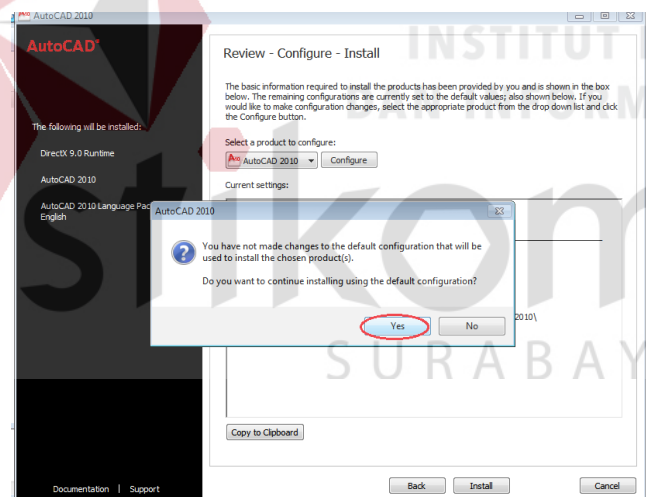 AutoCAD 2010
AutoCAD®
INSTITUT
Review - Configure - Install
The basic information required to install the products has been provided by you and is shown in the box
below. The remaining configurations are currently set to the default values; also shown below. If you
would like to make configuration changes, select the appropriate product from the drop down list and click
the Configure button.
The following will be installed:
DirectX 9.0 Runtime
AutoCAD 2010
AutoCAD 2010 Language Pac
English
Select a product to configure:
AutoCAD 2010
Configure
Current settings:
stikom
AutoCAD 2010
You have not made changes to the default configuration that will be
used to install the chosen product(s).
Do you want to continue installing using the default configuration?
Yes
No
2010\
SURABAY
Copy to Clipboard
Documentation | Support
Back
Install
Cancel